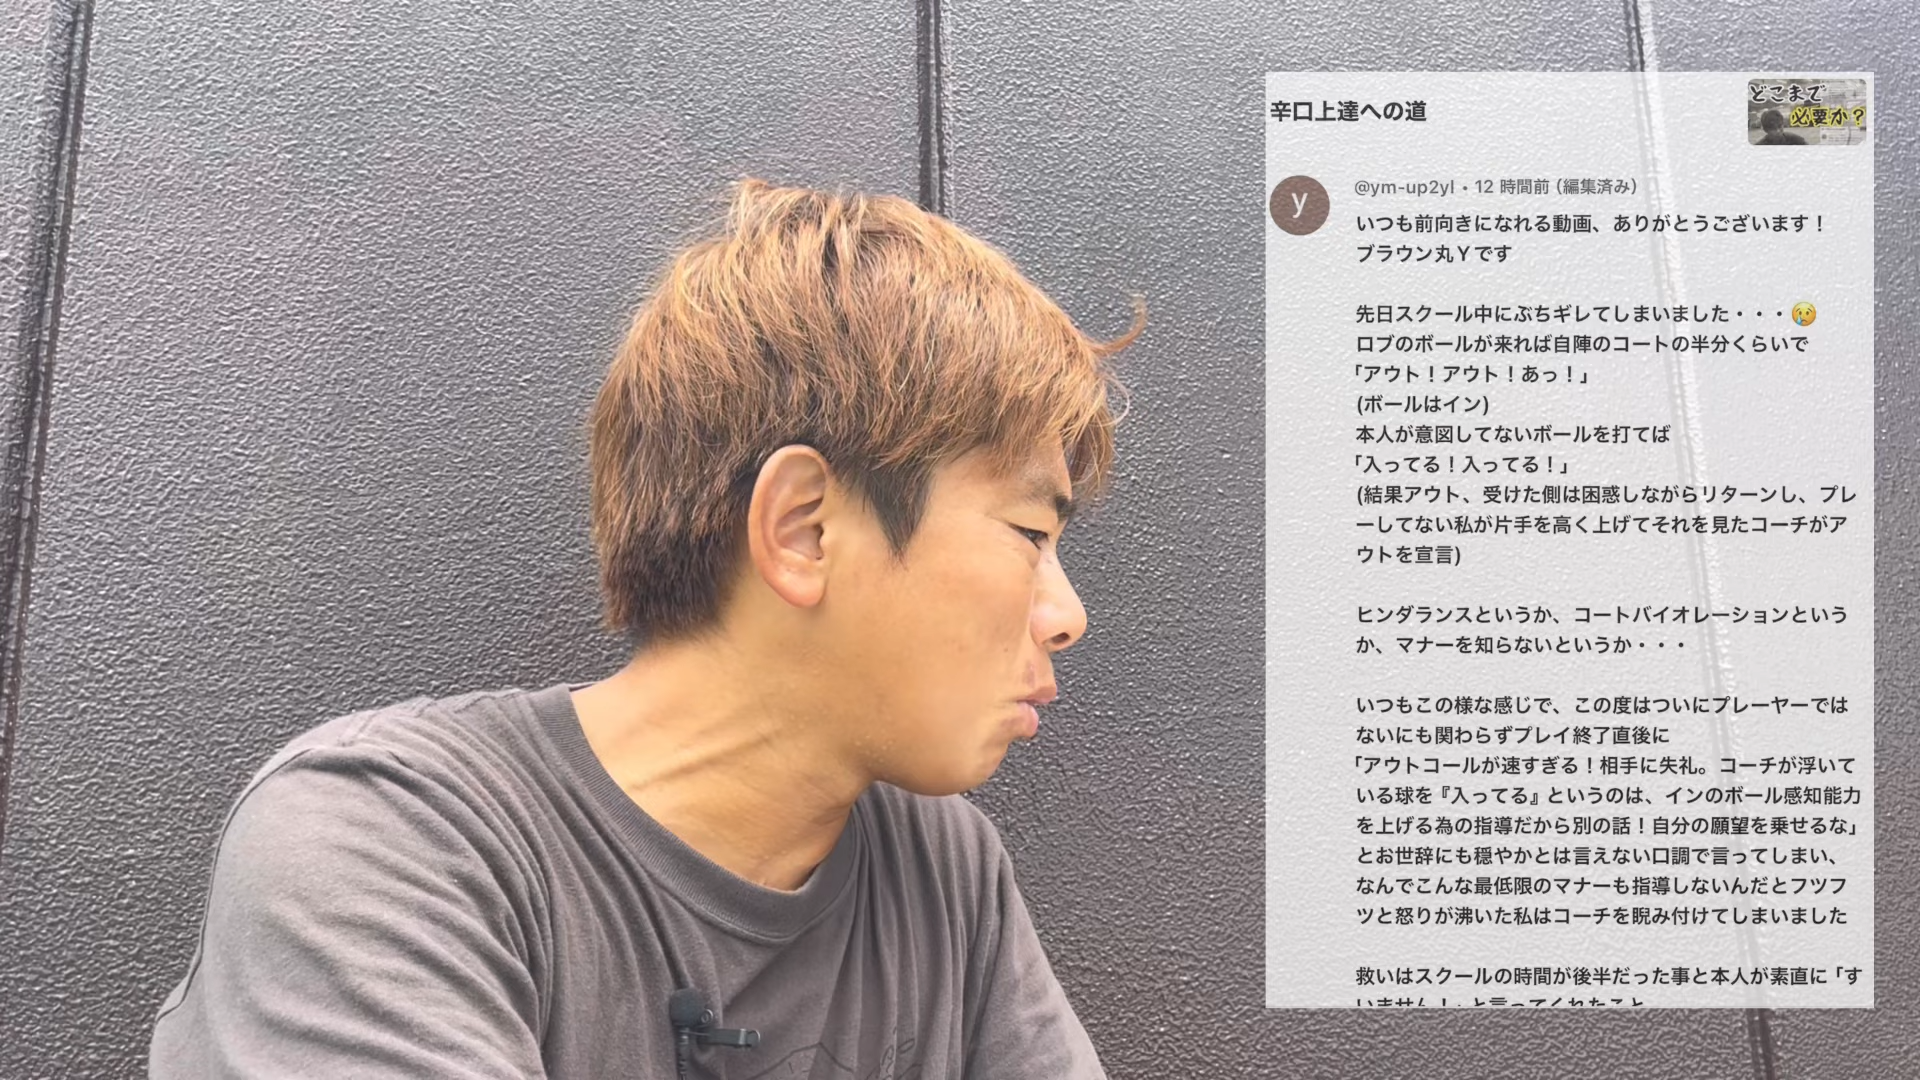 辛口上達への道
どこまで
必要か?
y
@ym-up2yl • 12 時間前 (編集済み)
いつも前向きになれる動画、ありがとうございます!
ブラウン丸Yです
先日スクール中にぶちギレてしまいました・・・😢
ロブのボールが来れば自陣のコートの半分くらいで
「アウト!アウト!あっ!」
(ボールはイン)
本人が意図してないボールを打てば
「入ってる!入ってる!」
(結果アウト、受けた側は困惑しながらリターンし、プレ
ーしてない私が片手を高く上げてそれを見たコーチがア
ウトを宣言)
ヒンダランスというか、コートバイオレーションという
か、マナーを知らないというか・・・
いつもこの様な感じで、この度はついにプレーヤーでは
ないにも関わらずプレイ終了直後に
「アウトコールが速すぎる!相手に失礼。コーチが浮いて
いる球を『入ってる』というのは、インのボール感知能力
を上げる為の指導だから別の話!自分の願望を乗せるな」
とお世辞にも穏やかとは言えない口調で言ってしまい、
なんでこんな最低限のマナーも指導しないんだとフツフ
ツと怒りが沸いた私はコーチを睨み付けてしまいました
救いはスクールの時間が後半だった事と本人が素直に「す
いません!」と言ってくれたこと